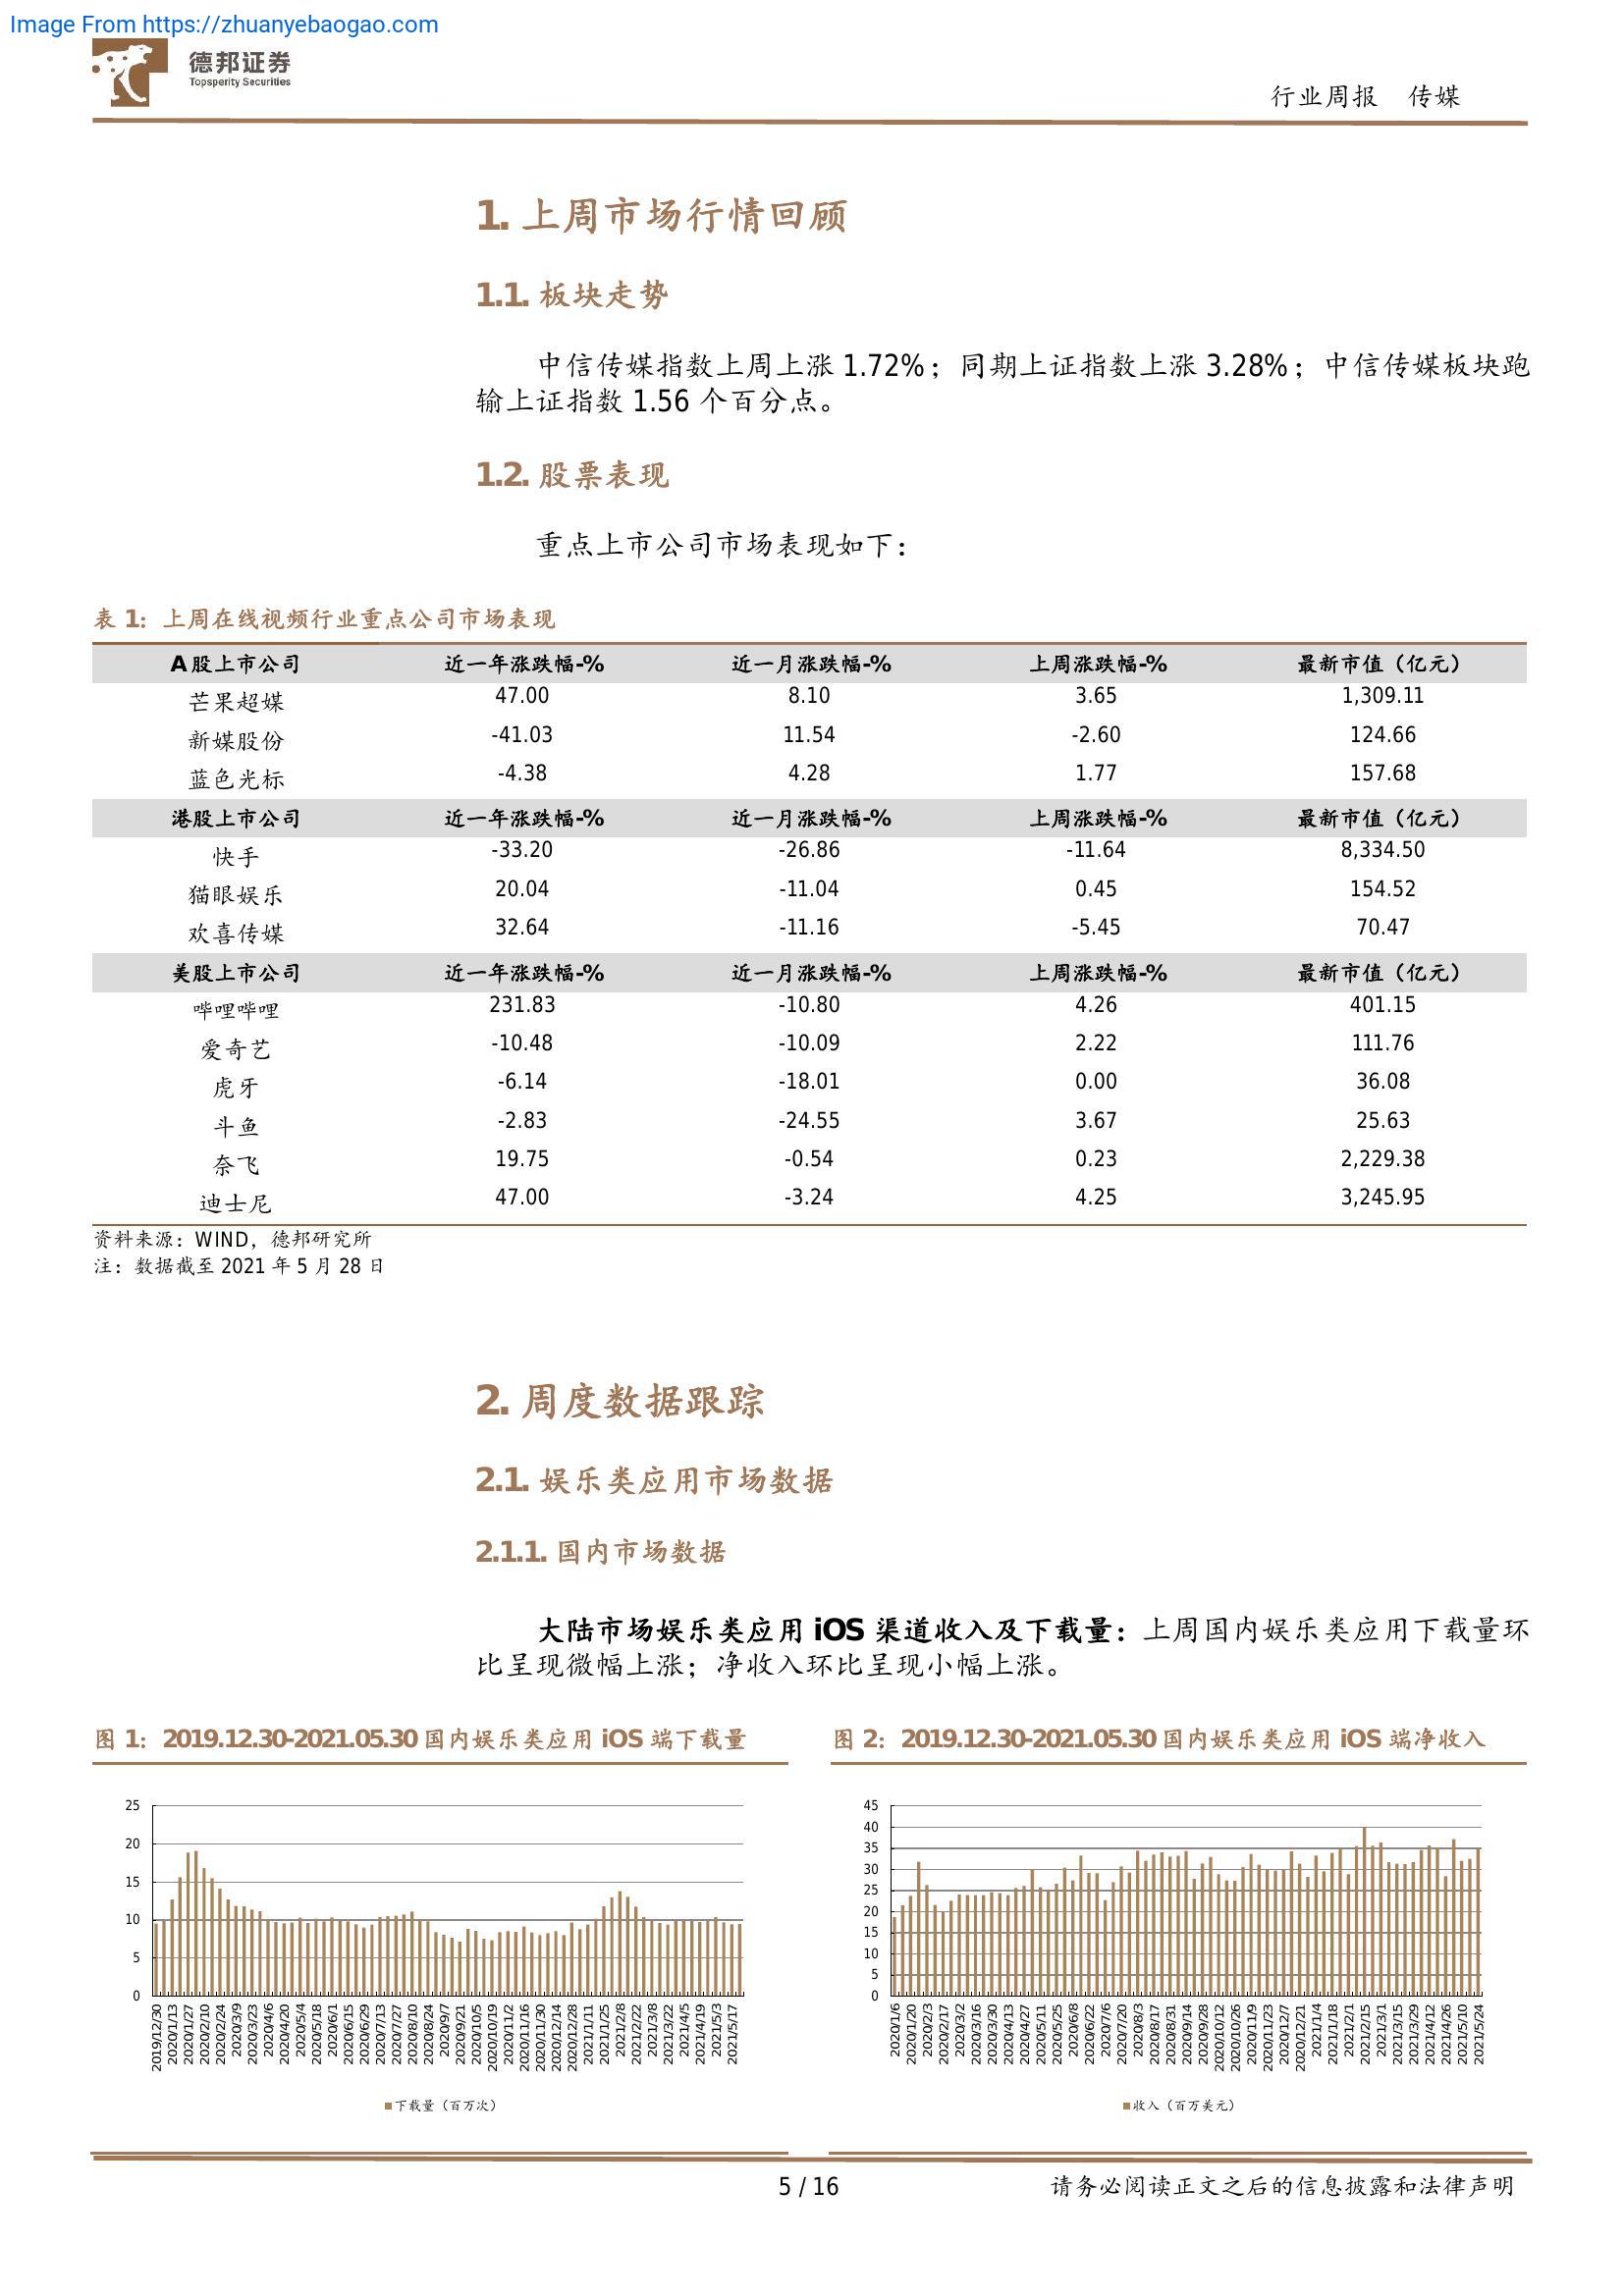 Image From https://zhuanyebaogao.com
德邦证券
Topsperity Securities
行业周报 传媒
1. 上周市场行情回顾
1.1. 板块走势
中信传媒指数上周上涨 1.72%；同期上证指数上涨 3.28%；中信传媒板块跑
输上证指数 1.56 个百分点。
1.2. 股票表现
重点上市公司市场表现如下：
表 1：上周在线视频行业重点公司市场表现
A 股上市公司 近一年涨跌幅-% 近一月涨跌幅-% 上周涨跌幅-% 最新市值（亿元）
芒果超媒 47.00 8.10 3.65 1,309.11
新媒股份 -41.03 11.54 -2.60 124.66
蓝色光标 -4.38 4.28 1.77 157.68
港股上市公司 近一年涨跌幅-% 近一月涨跌幅-% 上周涨跌幅-% 最新市值（亿元）
快手 -33.20 -26.86 -11.64 8,334.50
猫眼娱乐 20.04 -11.04 0.45 154.52
欢喜传媒 32.64 -11.16 -5.45 70.47
美股上市公司 近一年涨跌幅-% 近一月涨跌幅-% 上周涨跌幅-% 最新市值（亿元）
哔哩哔哩 231.83 -10.80 4.26 401.15
爱奇艺 -10.48 -10.09 2.22 111.76
虎牙 -6.14 -18.01 0.00 36.08
斗鱼 -2.83 -24.55 3.67 25.63
奈飞 19.75 -0.54 0.23 2,229.38
迪士尼 47.00 -3.24 4.25 3,245.95
资料来源：WIND，德邦研究所
注：数据截至 2021 年 5 月 28 日
2. 周度数据跟踪
2.1. 娱乐类应用市场数据
2.1.1. 国内市场数据
大陆市场娱乐类应用 iOS 渠道收入及下载量：上周国内娱乐类应用下载量环
比呈现微幅上涨；净收入环比呈现小幅上涨。
图 1：2019.12.30-2021.05.30 国内娱乐类应用 iOS 端下载量
25
20
15
10
5
0
2019/12/30 2020/1/13 2020/1/27 2020/2/10 2020/2/24 2020/3/9 2020/3/23 2020/4/6 2020/4/20 2020/5/4 2020/5/18 2020/6/1 2020/6/15 2020/6/29 2020/7/13 2020/7/27 2020/8/10 2020/8/24 2020/9/7 2020/9/21 2020/10/5 2020/10/19 2020/11/2 2020/11/16 2020/11/30 2020/12/14 2020/12/28 2021/1/11 2021/1/25 2021/2/8 2021/2/22 2021/3/8 2021/3/22 2021/4/5 2021/4/19 2021/5/3 2021/5/17
下载量（百万次）
图 2：2019.12.30-2021.05.30 国内娱乐类应用 iOS 端净收入
45
40
35
30
25
20
15
10
5
0
2020/1/6 2020/1/20 2020/2/3 2020/2/17 2020/3/2 2020/3/16 2020/3/30 2020/4/13 2020/4/27 2020/5/11 2020/5/25 2020/6/8 2020/6/22 2020/7/6 2020/7/20 2020/8/3 2020/8/17 2020/8/31 2020/9/14 2020/9/28 2020/10/12 2020/10/26 2020/11/9 2020/11/23 2020/12/7 2020/12/21 2021/1/4 2021/1/18 2021/2/1 2021/2/15 2021/3/1 2021/3/15 2021/3/29 2021/4/12 2021/4/26 2021/5/10 2021/5/24
收入（百万美元）
5 / 16
请务必阅读正文之后的信息披露和法律声明